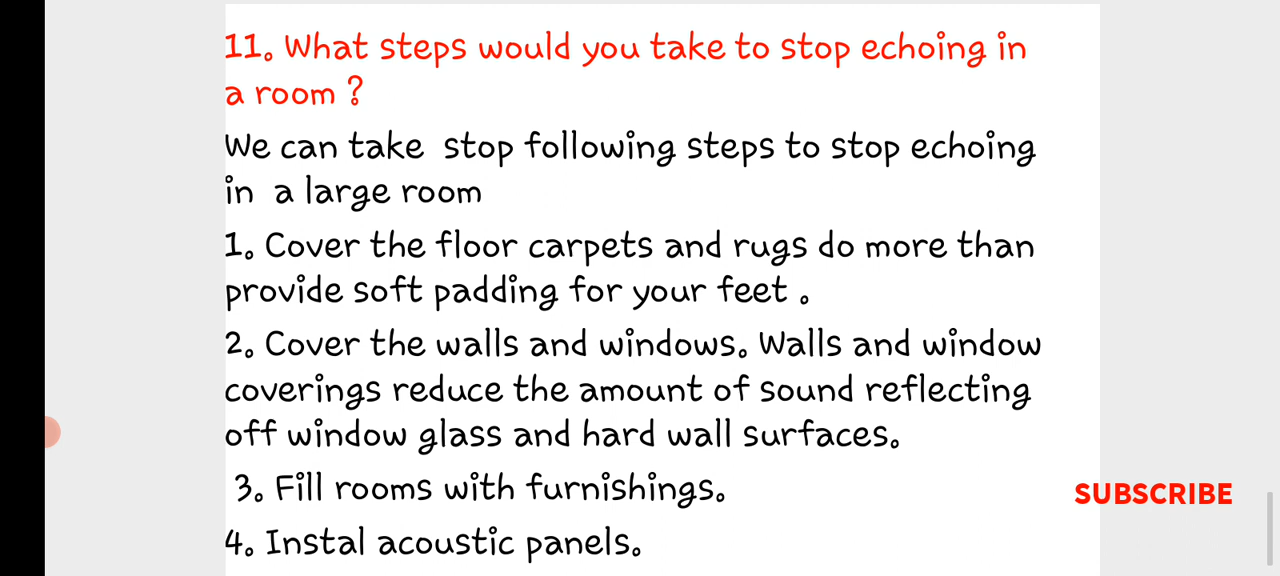 11. What steps would you take to stop echoing in
a room ?
We can take stop following steps to stop echoing
in a large room
1. Cover the floor carpets and rugs do more than
provide soft padding for your feet .
2. Cover the walls and windows. Walls and window
coverings reduce the amount of sound reflecting
off window glass and hard wall surfaces.
3. Fill rooms with furnishings.
SUBSCRIBE
4. Instal acoustic panels.